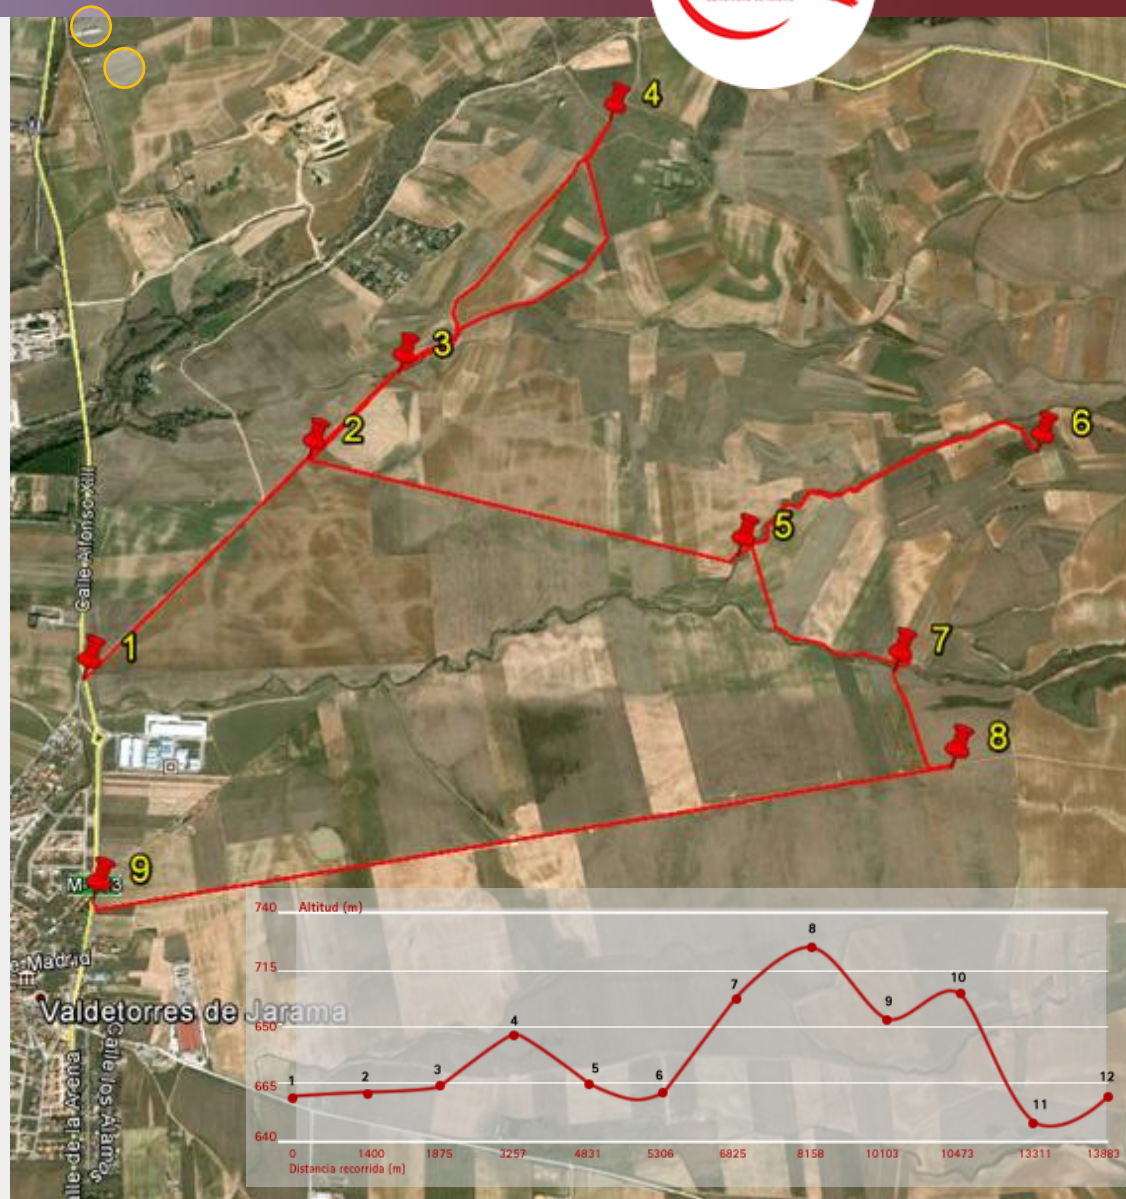 4
3
2
6
5
Calle Alfonso XIII
1
7
8
9
M 3
e Madrid
Valdetorres de Jarama
Calle los Álamos
alle de la Arena
Altitud (m)
740
715
650
665
640
1 2 3 4 5 6 7 8 9 10 11 12
0 1400 1875 3257 4831 5306 6825 8158 10103 10473 13311 13883
Distancia recorrida (m)